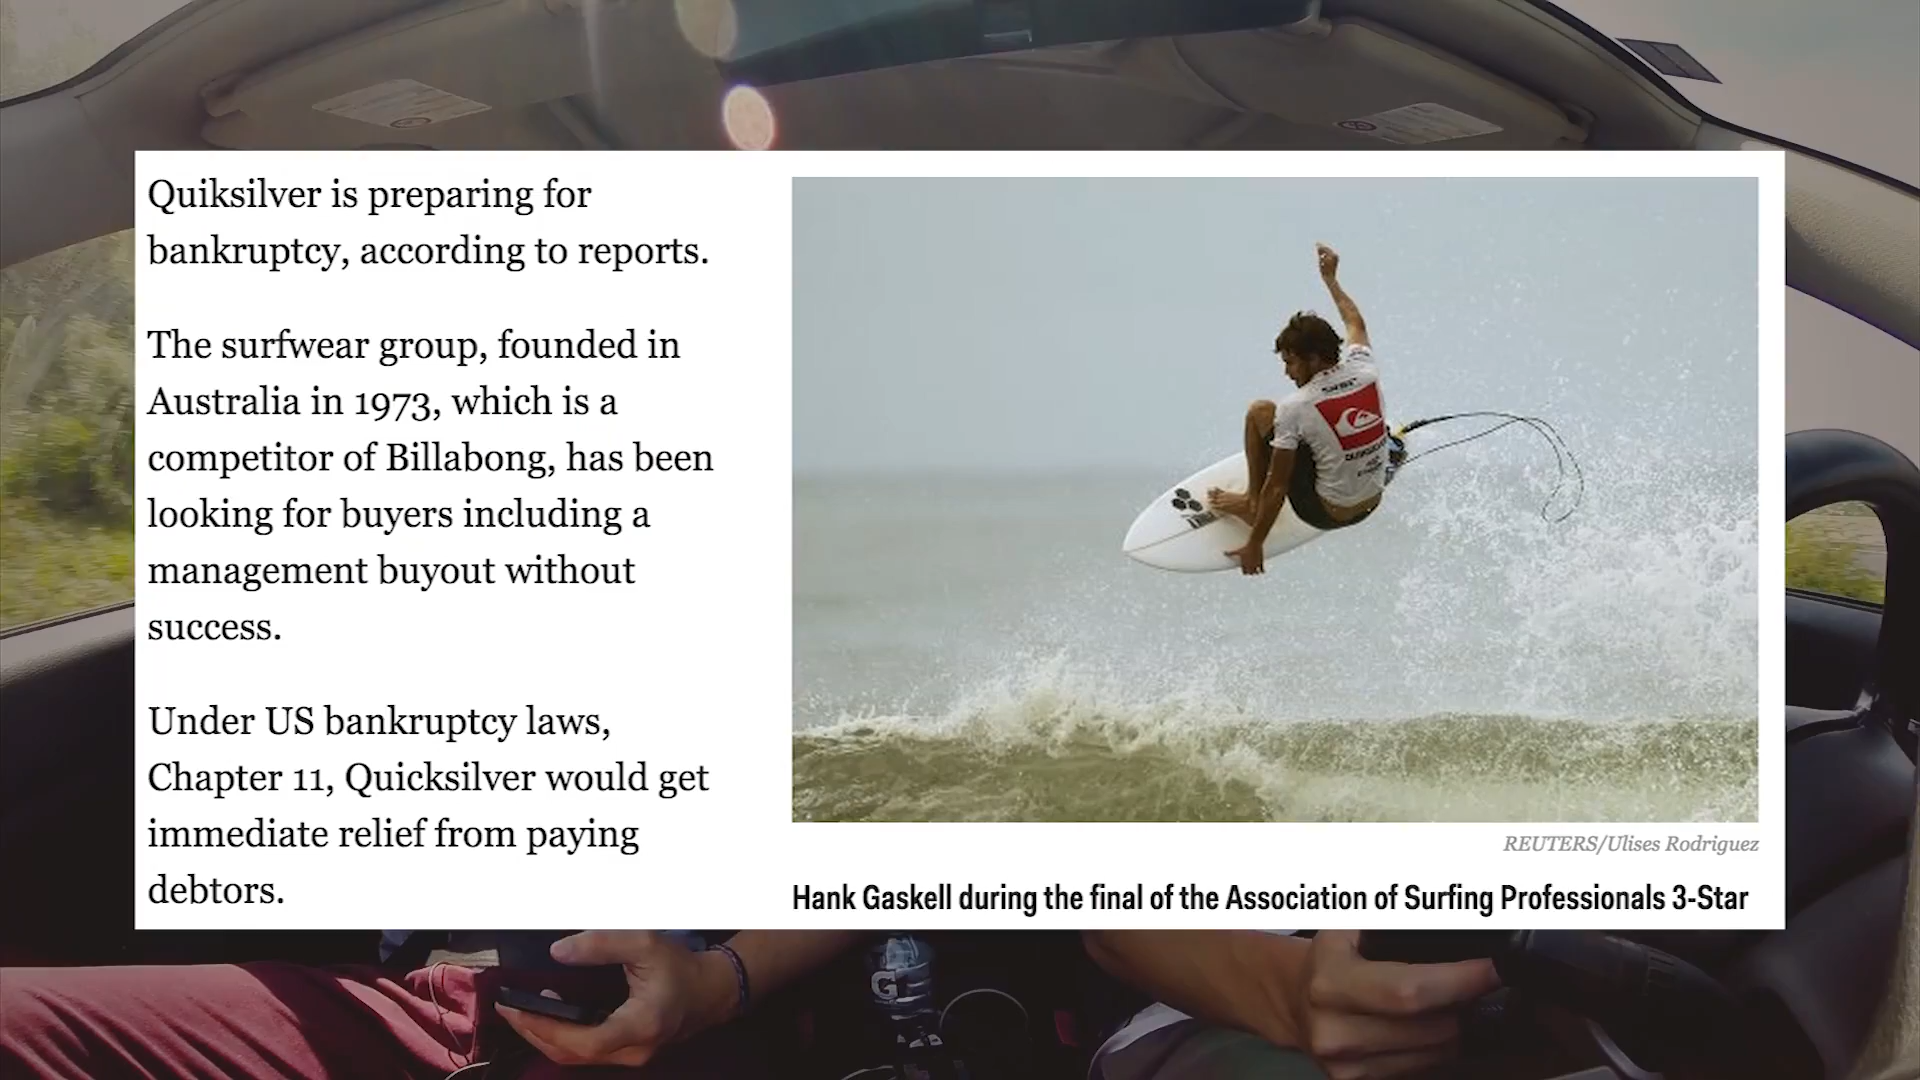 Quiksilver is preparing for
bankruptcy, according to reports.
The surfwear group, founded in
Australia in 1973, which is a
competitor of Billabong, has been
looking for buyers including a
management buyout without
success.
Under US bankruptcy laws,
Chapter 11, Quicksilver would get
immediate relief from paying
debtors.
REUTERS/Ulises Rodriguez
Hank Gaskell during the final of the Association of Surfing Professionals 3-Star
G